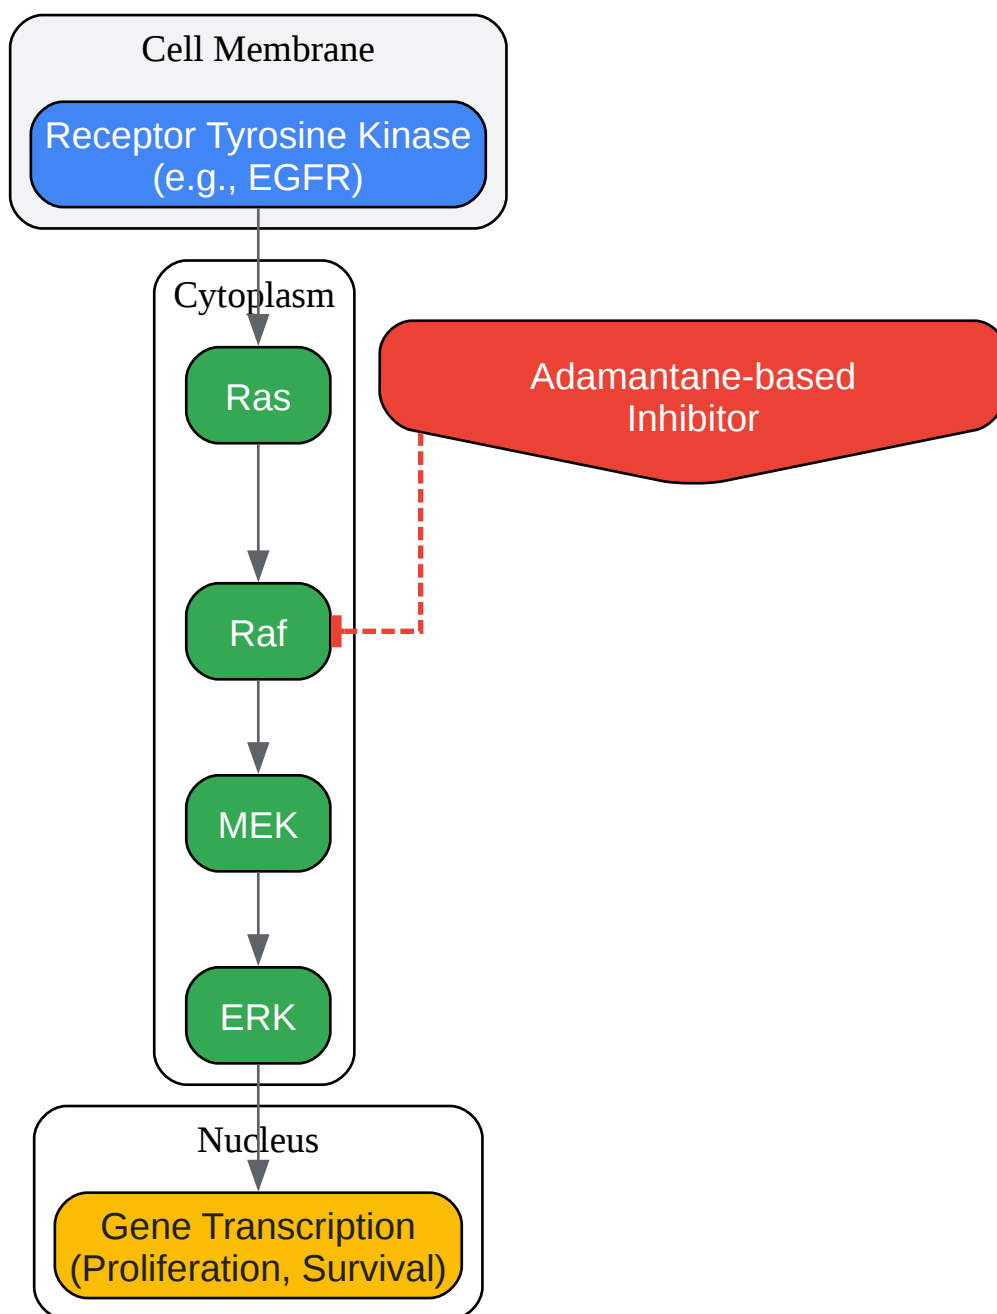 Cell Membrane
Receptor Tyrosine Kinase
(e.g., EGFR)
Cytoplasm
Ras
Adamantane-based
Inhibitor
Raf
MEK
ERK
Nucleus
Gene Transcription
(Proliferation, Survival)